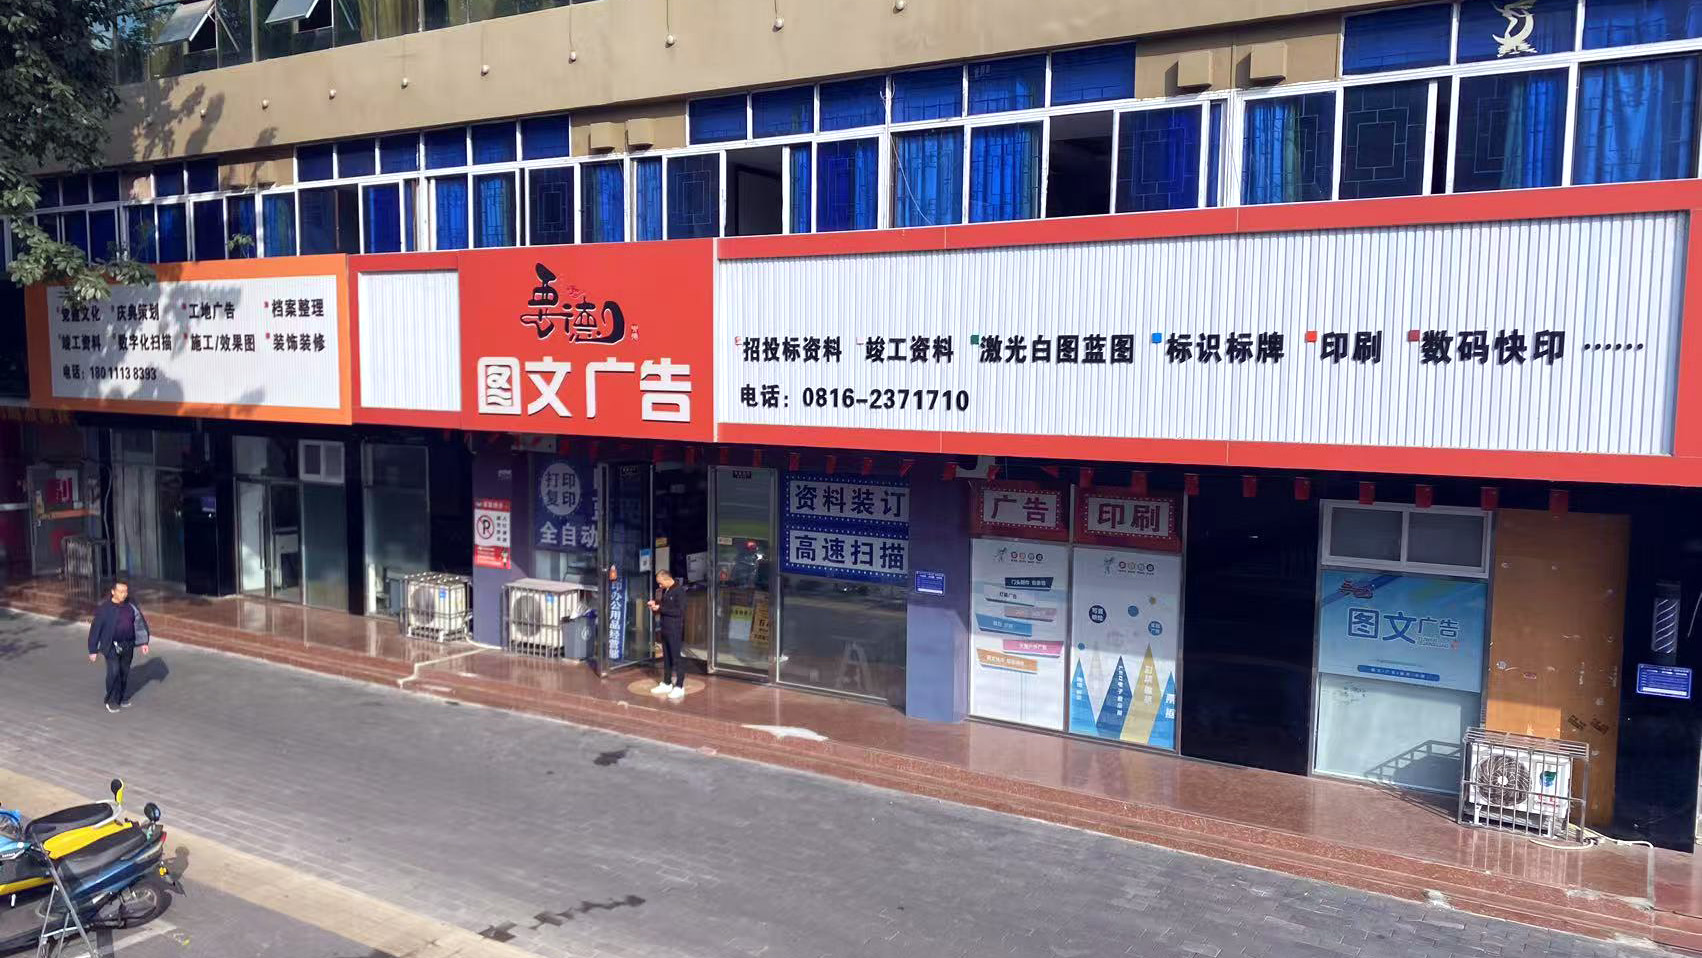 党建文化 庆典策划 工地广告 档案整理
竣工资料 数字化扫描 施工/效果图 装饰装修
电话：180 1113 8393
要德
图文广告
招投标资料 竣工资料 激光白图蓝图 标识标牌 印刷 数码快印 ……
电话：0816-2371710
打印
复印
全自动
资料装订
高速扫描
广告
印刷
图文广告